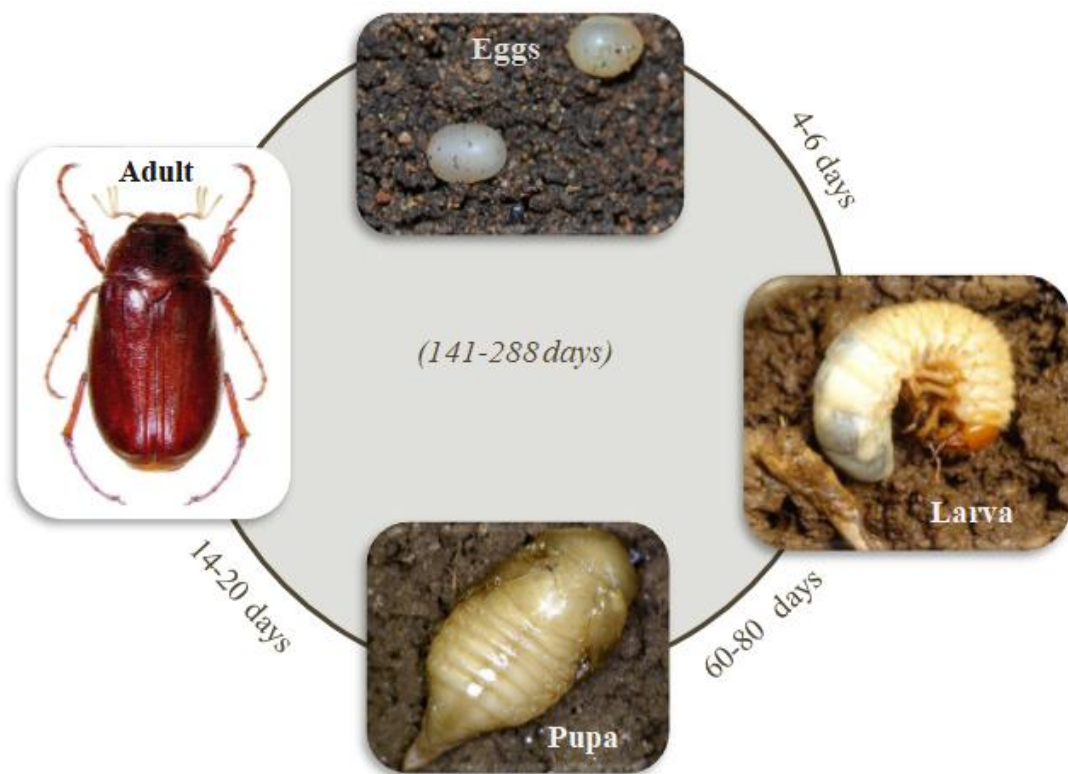 Eggs
4-6 days
Adult
(141-288 days)
Larva
14-20 days
60-80 days
Pupa